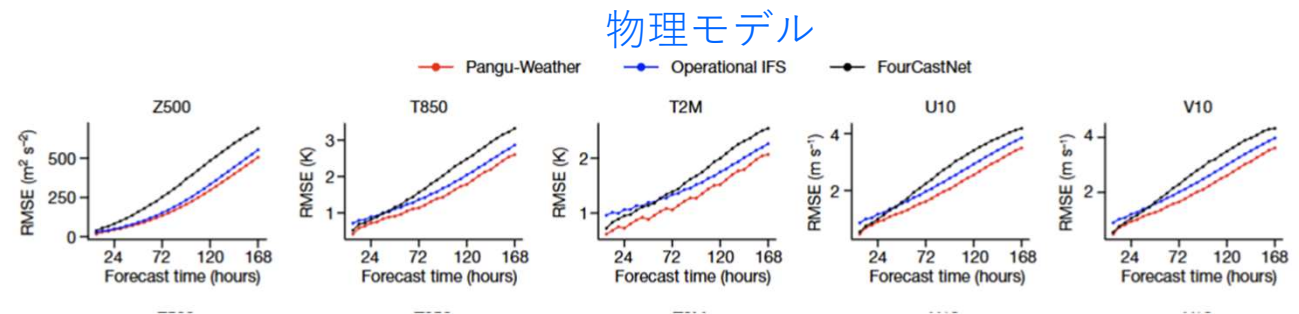 物理モデル
Pangu-Weather Operational IFS FourCastNet
Z500 T850 T2M U10 V10
RMSE (m² s⁻²)
500
250
0
24 72 120 168
Forecast time (hours)
RMSE (K)
3
2
1
24 72 120 168
Forecast time (hours)
RMSE (K)
2
1
24 72 120 168
Forecast time (hours)
RMSE (m s⁻¹)
4
2
24 72 120 168
Forecast time (hours)
RMSE (m s⁻¹)
4
2
24 72 120 168
Forecast time (hours)